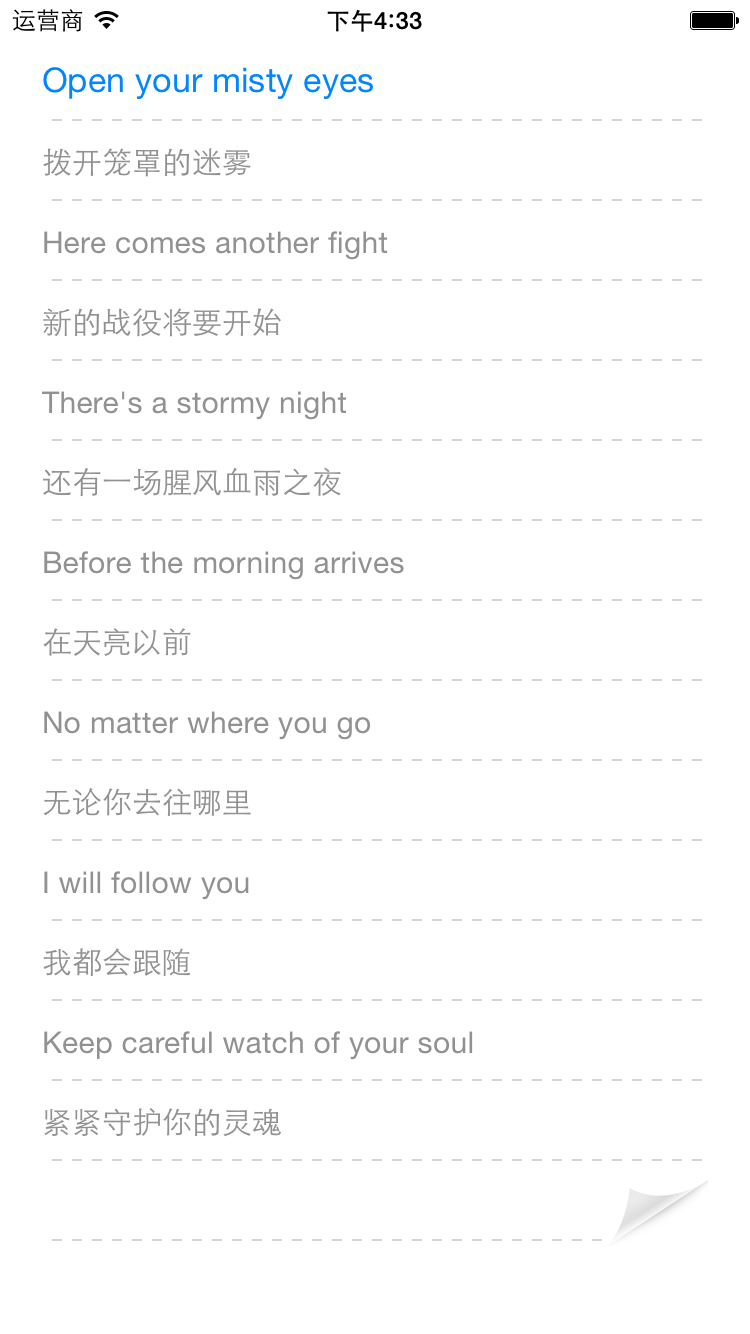 运营商 下午4:33
Open your misty eyes
拨开笼罩的迷雾
Here comes another fight
新的战役将要开始
There's a stormy night
还有一场腥风血雨之夜
Before the morning arrives
在天亮以前
No matter where you go
无论你去往哪里
I will follow you
我都会跟随
Keep careful watch of your soul
紧紧守护你的灵魂